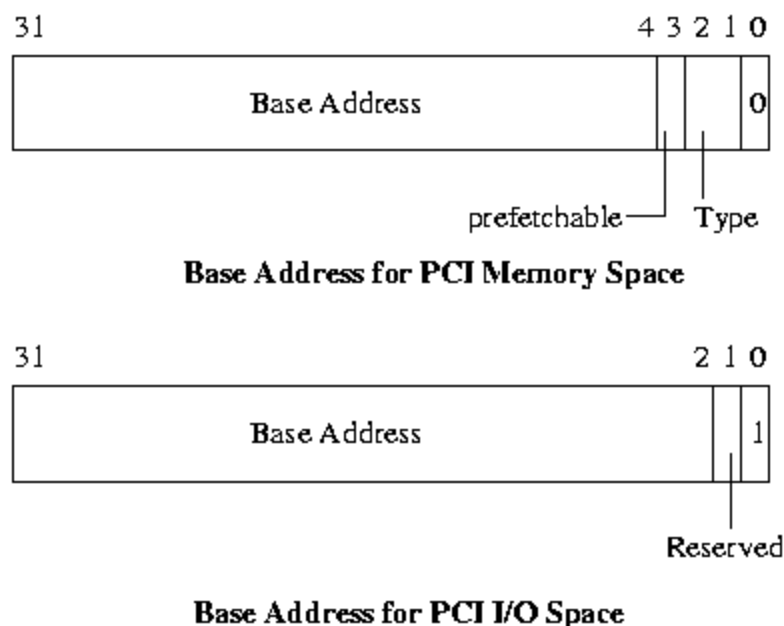 31 4 3 2 1 0
Base Address 0
prefetchable Type
Base Address for PCI Memory Space
31 2 1 0
Base Address 1
Reserved
Base Address for PCI I/O Space